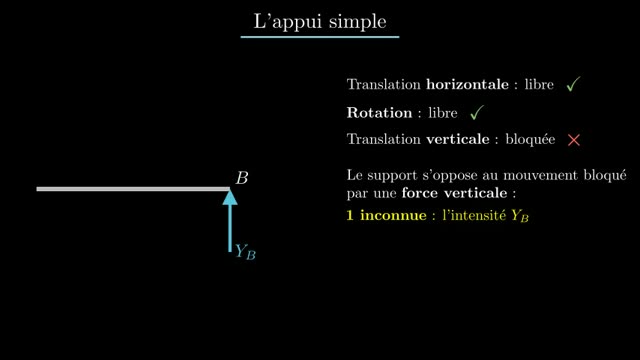 L'appui simple
Translation horizontale : libre ✓
Rotation : libre ✓
Translation verticale : bloquée ×
Le support s'oppose au mouvement bloqué
par une force verticale :
1 inconnue : l'intensité Y_B
B
Y_B